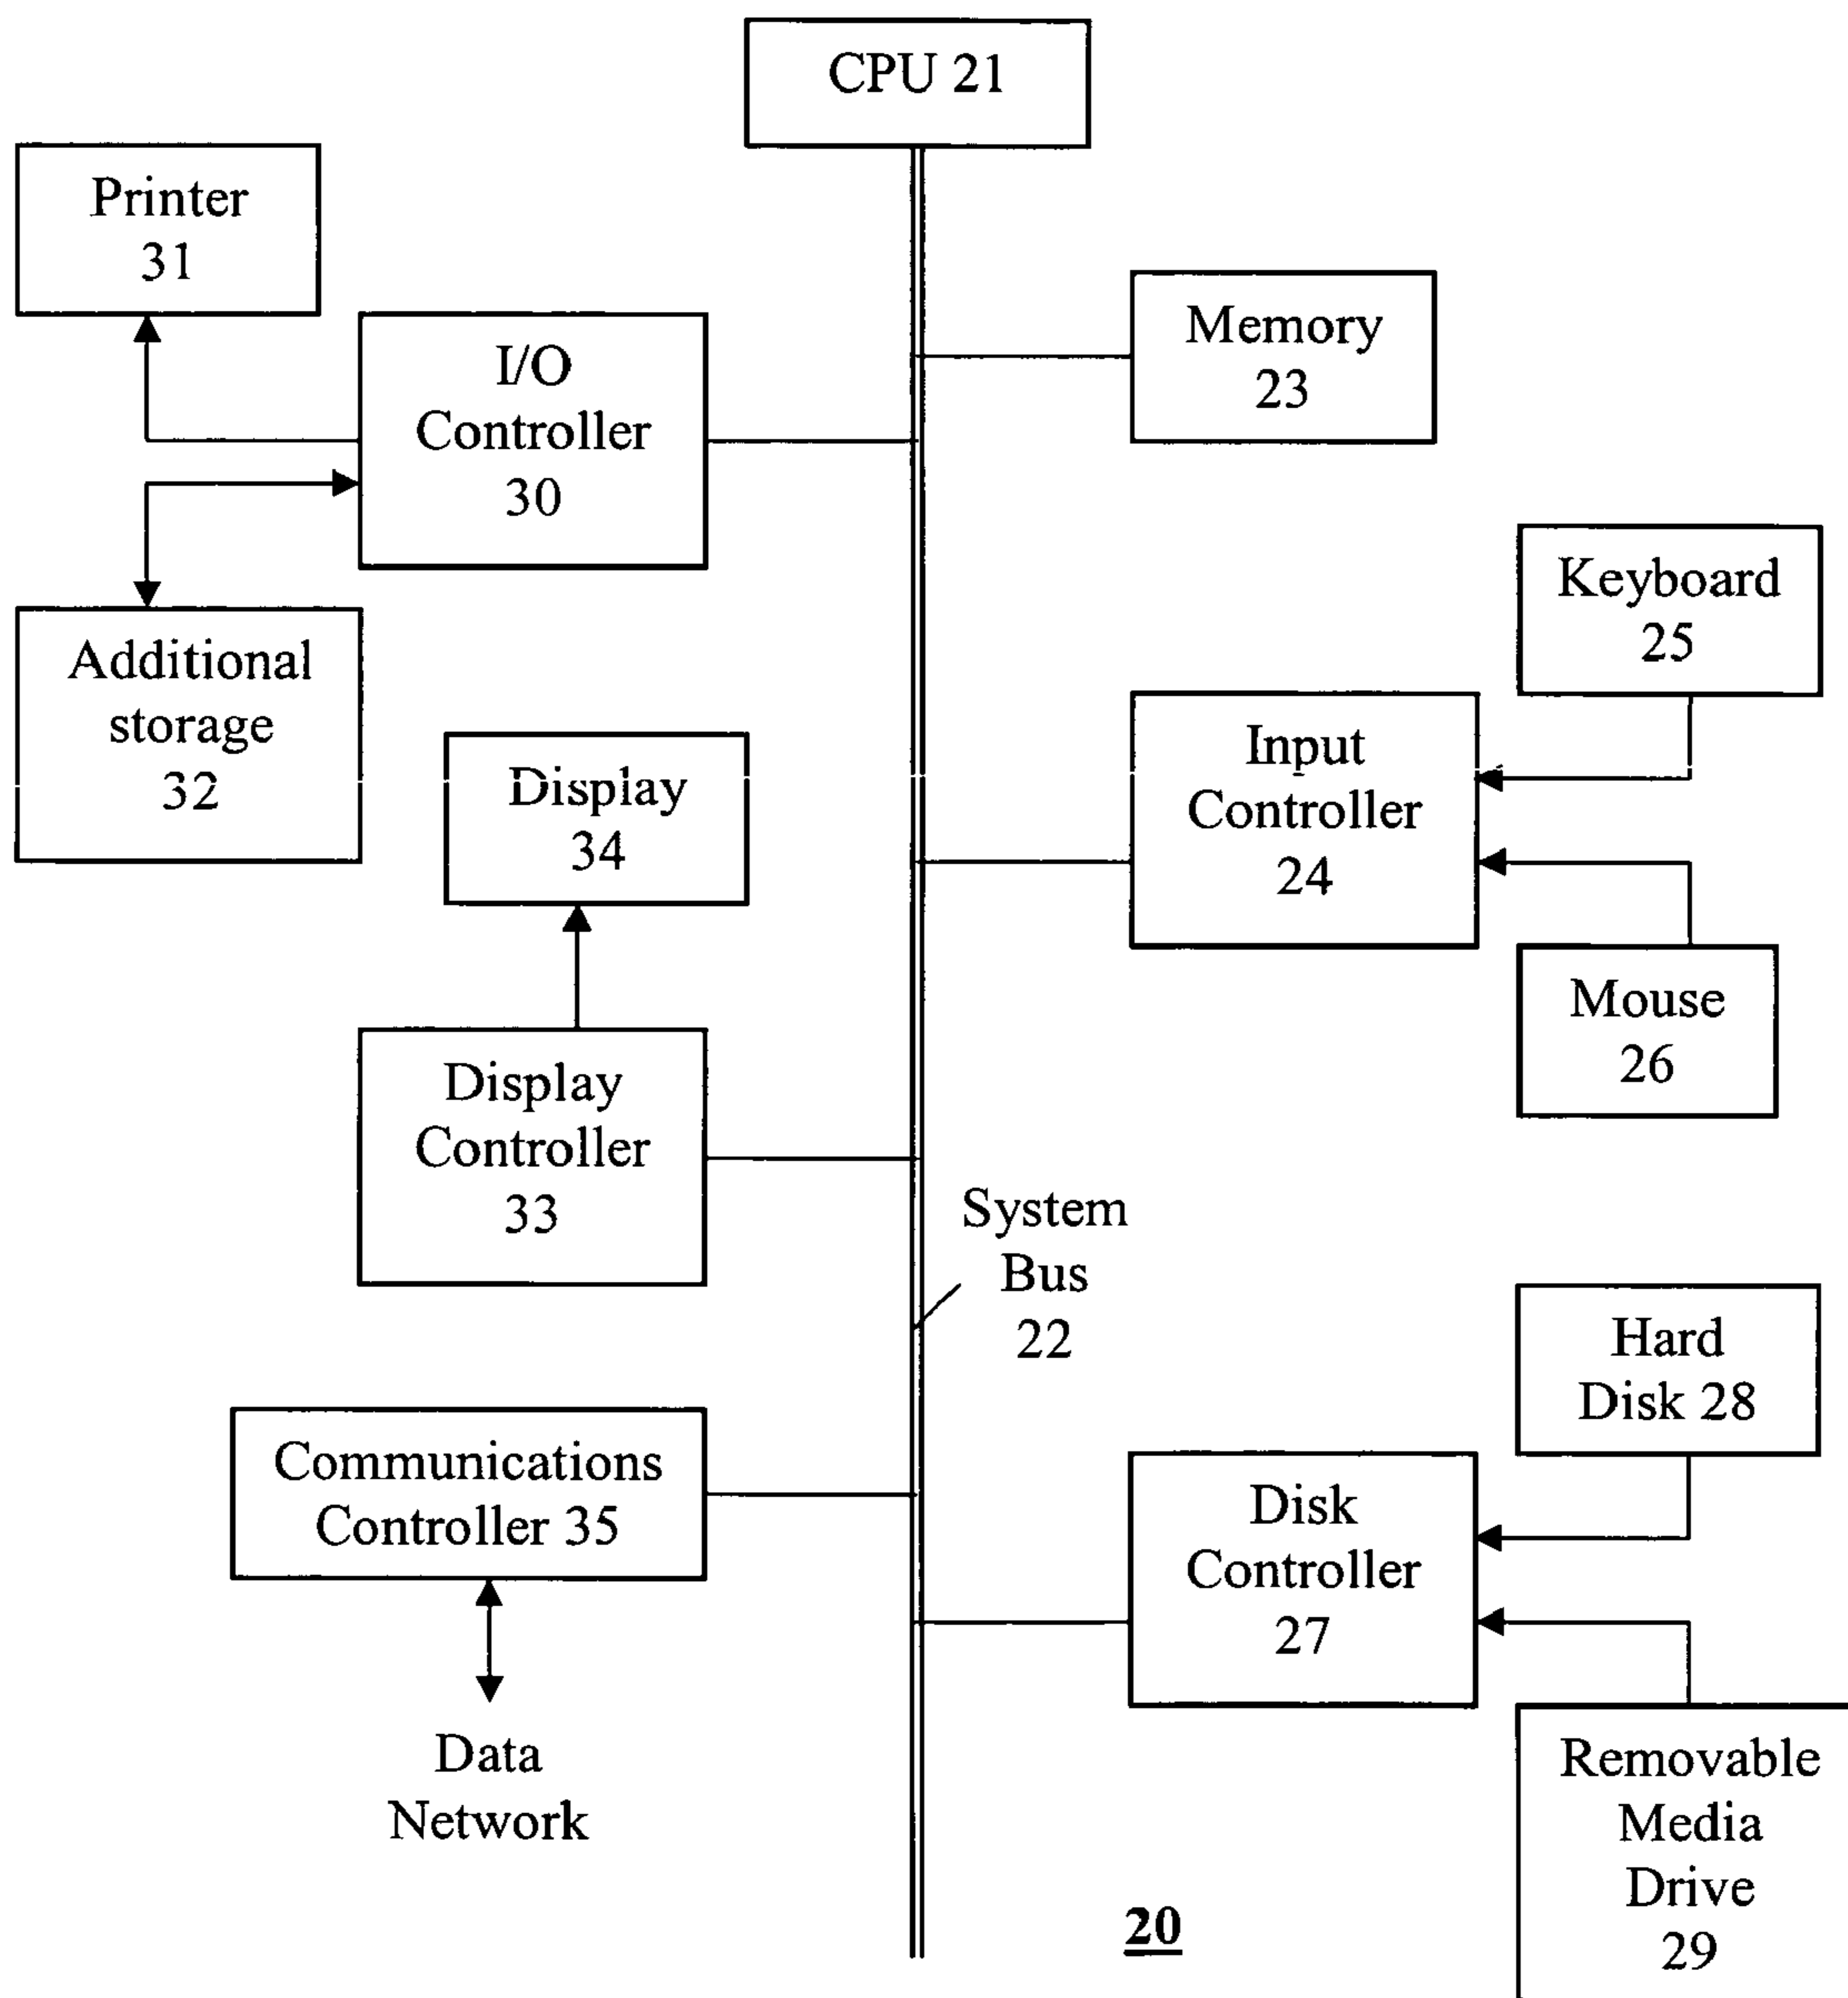 CPU 21
Printer
31
I/O
Controller
30
Memory
23
Keyboard
25
Additional
storage
32
Display
34
Input
Controller
24
Mouse
26
Display
Controller
33
System
Bus
22
Hard
Disk 28
Communications
Controller 35
Disk
Controller
27
Data
Network
Removable
Media
Drive
29
20